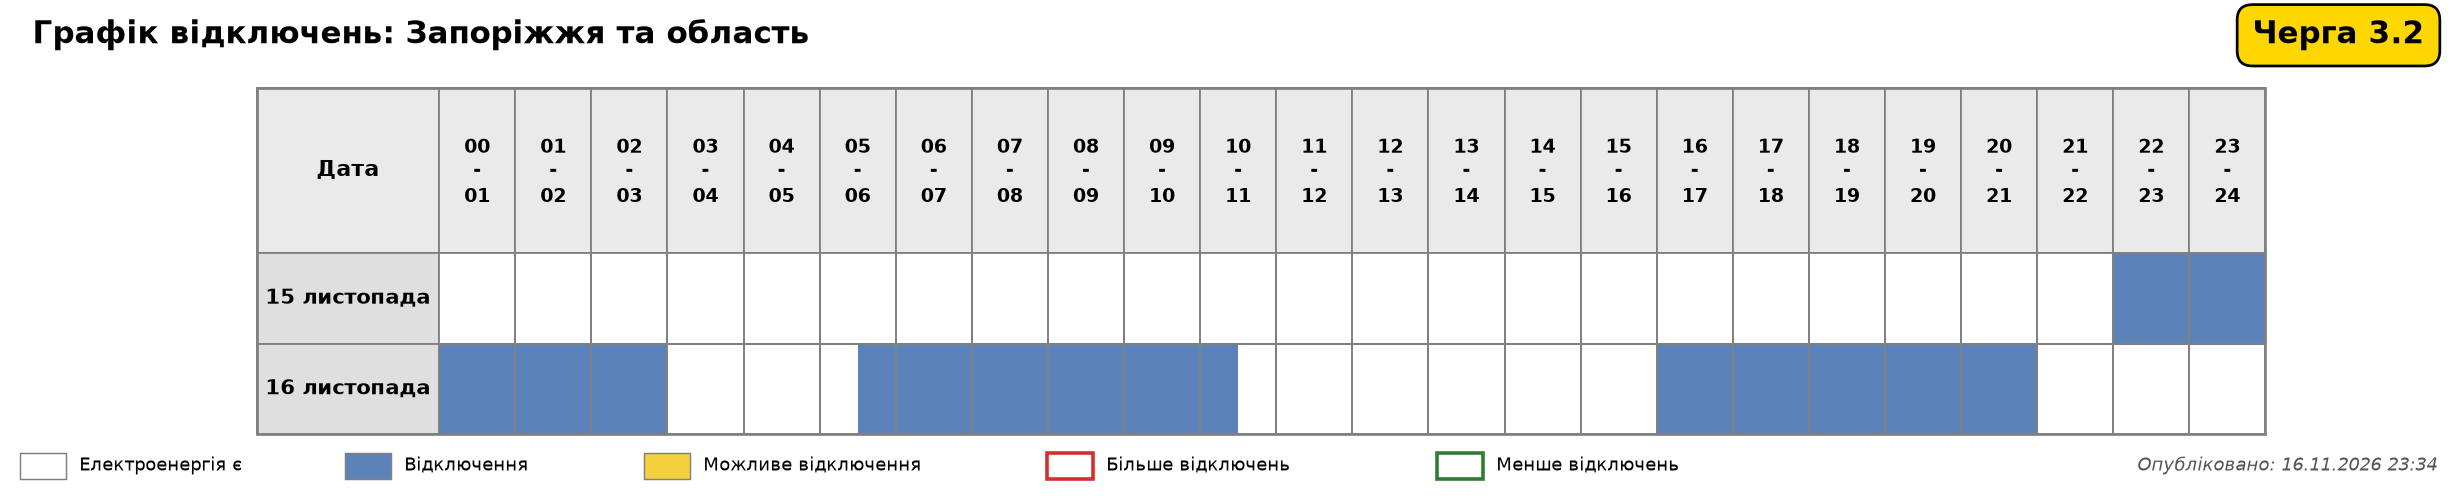 Графік відключень: Запоріжжя та область
Черга 3.2
Дата
00 - 01
01 - 02
02 - 03
03 - 04
04 - 05
05 - 06
06 - 07
07 - 08
08 - 09
09 - 10
10 - 11
11 - 12
12 - 13
13 - 14
14 - 15
15 - 16
16 - 17
17 - 18
18 - 19
19 - 20
20 - 21
21 - 22
22 - 23
23 - 24
15 листопада
16 листопада
Електроенергія є
Відключення
Можливе відключення
Більше відключень
Менше відключень
Опубліковано: 16.11.2026 23:34